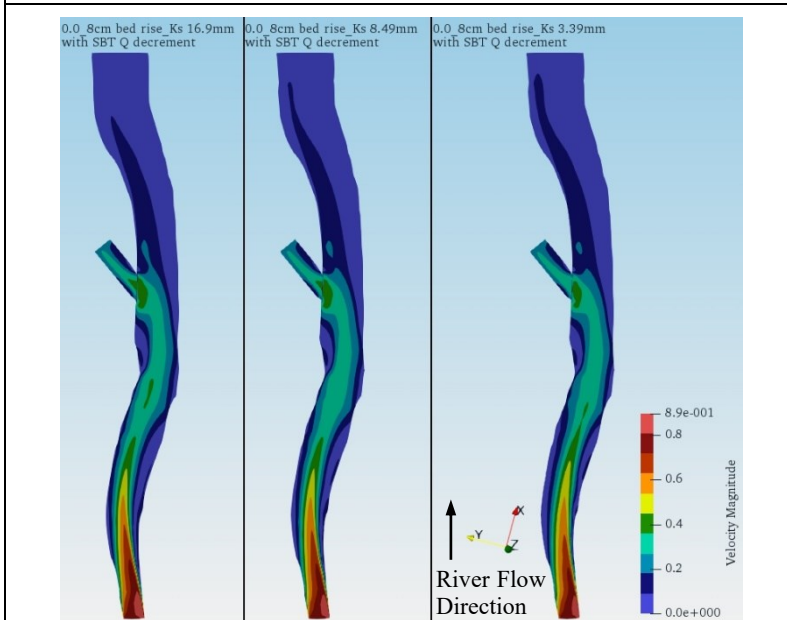 0.0_8cm bed rise_Ks 16.9mm
with SBT Q decrement
0.0_8cm bed rise_Ks 8.49mm
with SBT Q decrement
0.0_8cm bed rise_Ks 3.39mm
with SBT Q decrement
8.9e-001
0.8
0.6
0.4
0.2
0.0e+000
Velocity Magnitude
X
Y
Z
River Flow
Direction